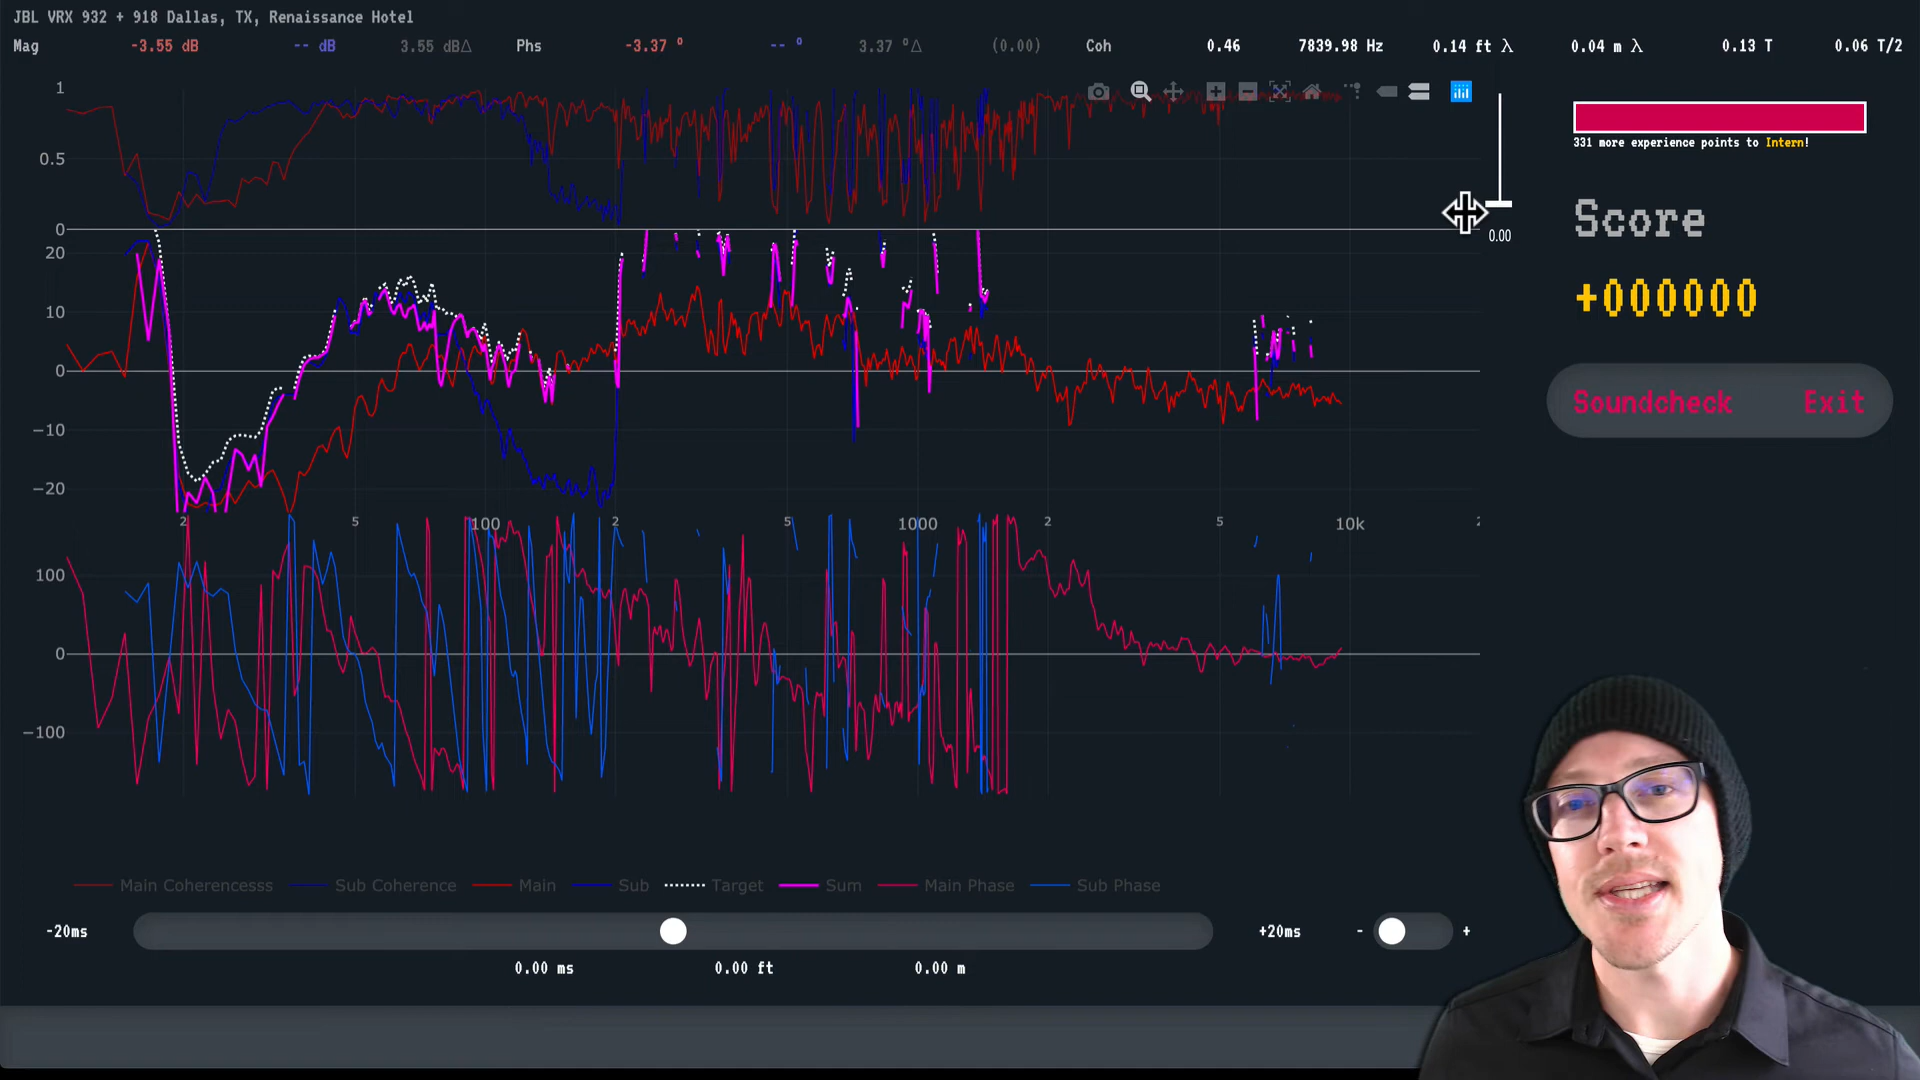 JBL VRX 932 + 918 Dallas, TX, Renaissance Hotel
Mag -3.55 dB -- dB 3.55 dBΔ Phs -3.37 º -- º 3.37 ºΔ (0.00) Coh 0.46 7839.98 Hz 0.14 ft λ 0.04 m λ 0.13 T 0.06 T/2
1
0.5
0
0.00
331 more experience points to Intern!
Score
+000000
Soundcheck Exit
20
10
0
−10
−20
2 5 100 2 5 1000 2 5 10k 2
100
0
−100
Main Coherencesss Sub Coherence Main Sub Target Sum Main Phase Sub Phase
-20ms +20ms - +
0.00 ms 0.00 ft 0.00 m